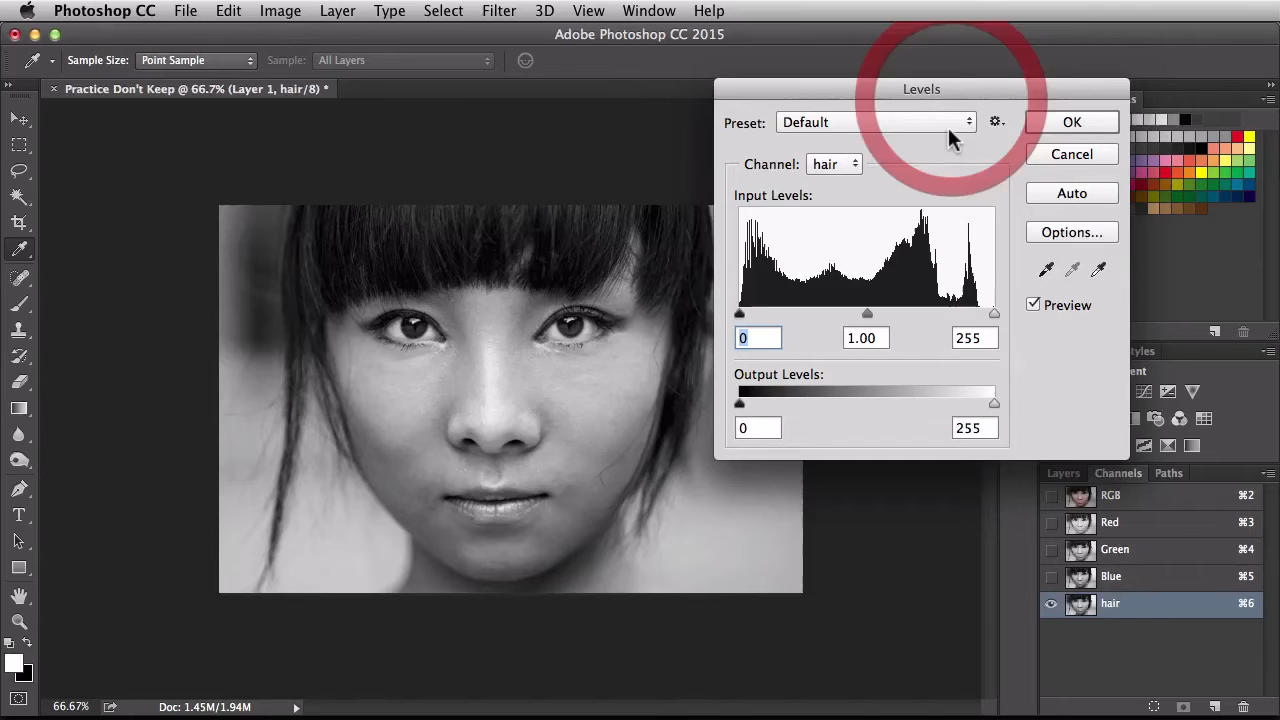 Photoshop CC File Edit Image Layer Type Select Filter 3D View Window Help
Adobe Photoshop CC 2015
Sample Size: Point Sample Sample: All Layers
Practice Don't Keep @ 66.7% (Layer 1, hair/8) *
Levels
Preset: Default OK
Channel: hair Cancel
Input Levels: Auto
Options...
Preview
0 1.00 255
Output Levels:
0 255
Layers Channels Paths
RGB ⌘2
Red ⌘3
Green ⌘4
Blue ⌘5
hair ⌘6
66.67% Doc: 1.45M/1.94M